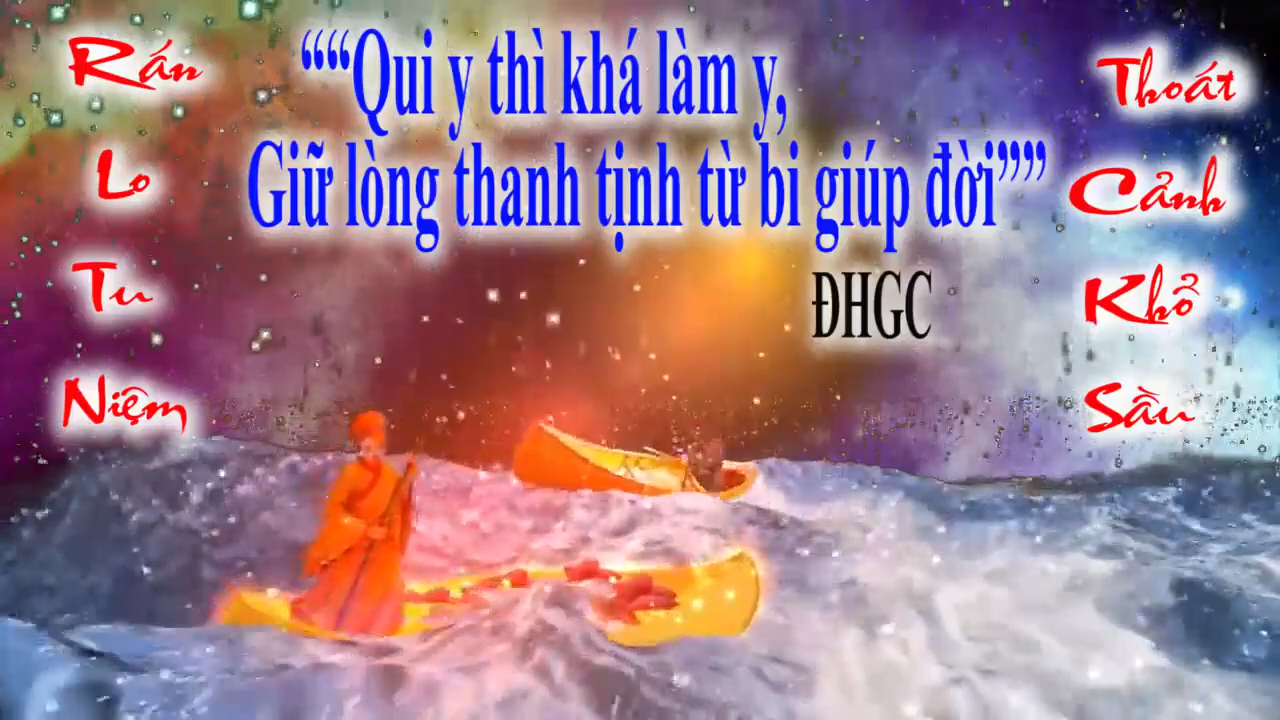 Rán
Lo
Tu
Niệm
““Qui y thì khá làm y,
Giữ lòng thanh tịnh từ bi giúp đời””
ĐHGC
Thoát
Cảnh
Khổ
Sầu